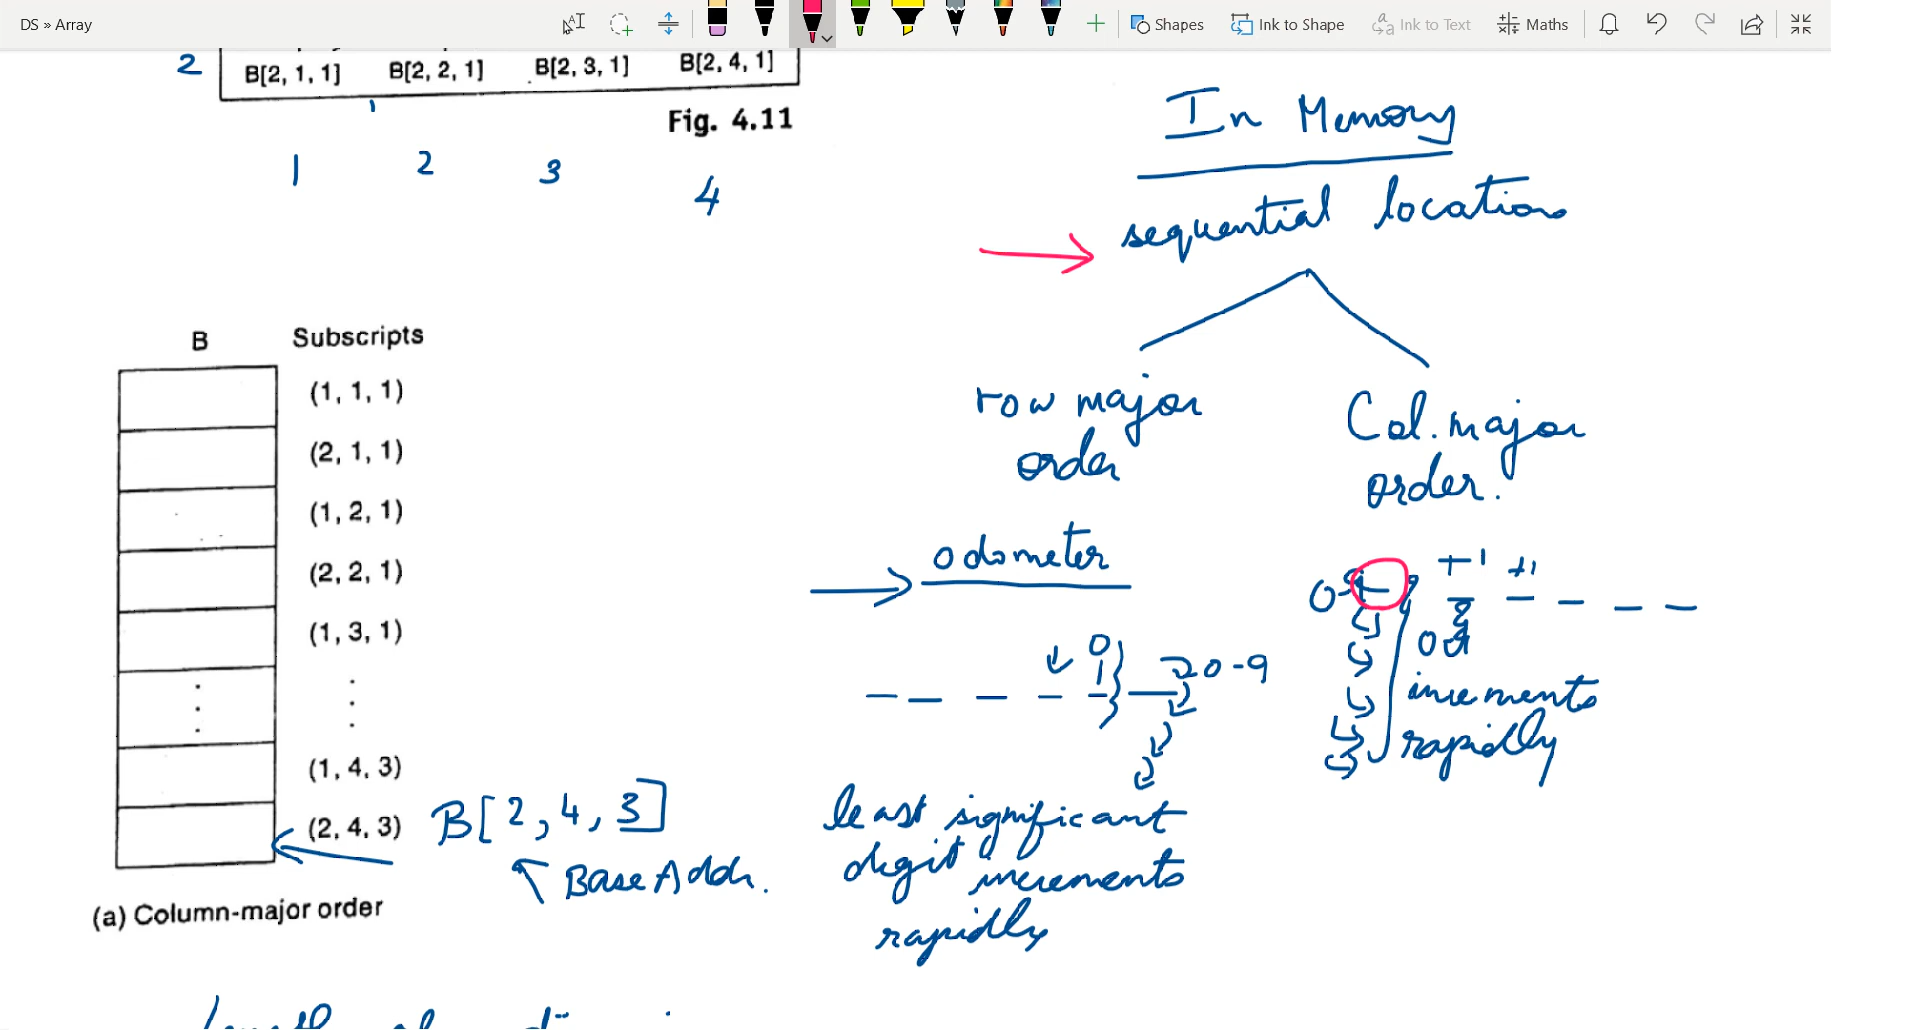 DS » Array
Shapes
Ink to Shape
Ink to Text
Maths
2
B[2, 1, 1] B[2, 2, 1] B[2, 3, 1] B[2, 4, 1]
Fig. 4.11
1 2 3 4
In Memory
sequential locations
row major order
Col. major order.
B Subscripts
(1, 1, 1)
(2, 1, 1)
(1, 2, 1)
(2, 2, 1)
(1, 3, 1)
(1, 4, 3)
(2, 4, 3)
B[2, 4, 3]
Base Addr.
(a) Column-major order
odometer
0
1
0-9
least significant
digit increments
rapidly
+1 +1
increments
rapidly